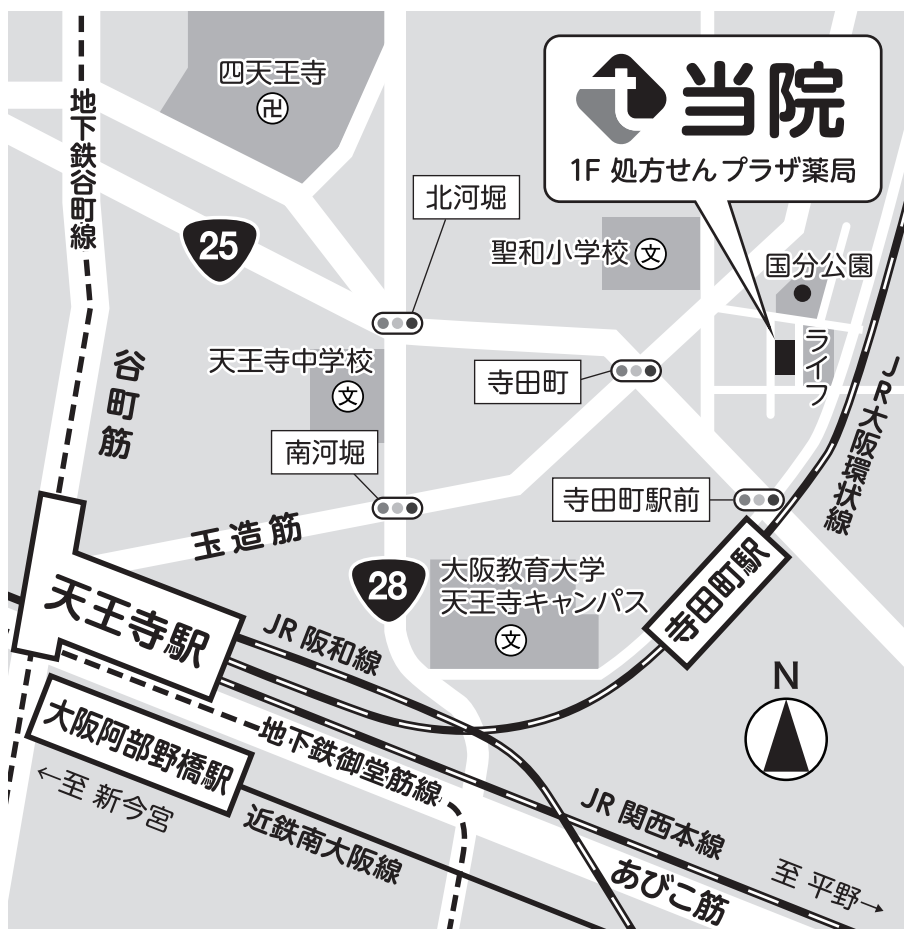 四天王寺
卍
地下鉄谷町線
t 当院
1F 処方せん プラザ薬局
北河堀
25
聖和小学校 文
国分公園
天王寺中学校
文
寺田町
ライフ
谷町筋
JR大阪環状線
南河堀
寺田町駅前
玉造筋
28
大阪教育大学
天王寺キャンパス
文
寺田町駅
天王寺駅
JR 阪和線
N
大阪阿部野橋駅
地下鉄御堂筋線
←至 新今宮
近鉄南大阪線
JR 関西本線
あびこ筋
至 平野→